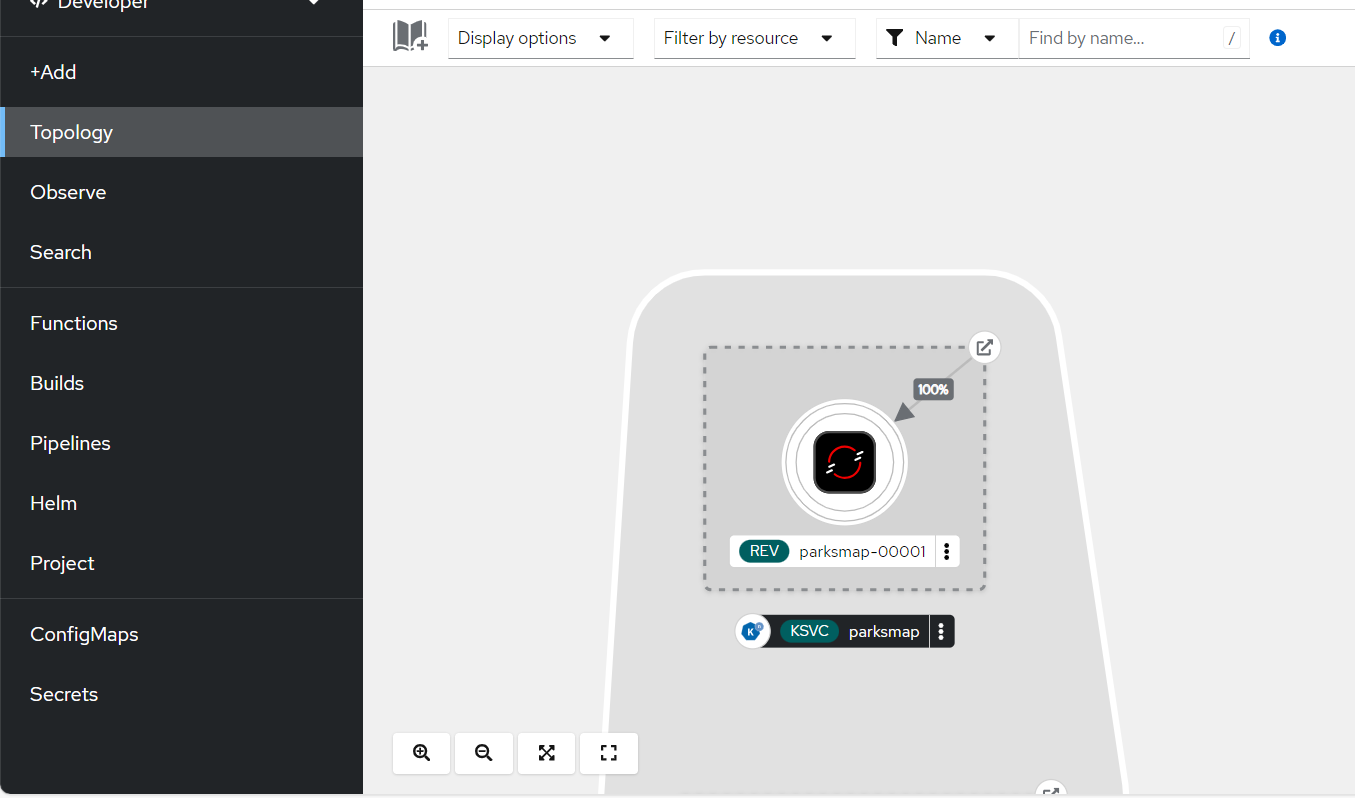 Developer
+Add
Topology
Observe
Search
Functions
Builds
Pipelines
Helm
Project
ConfigMaps
Secrets
Display options
Filter by resource
Name
Find by name...
/
100%
REV parksmap-00001
K KSVC parksmap